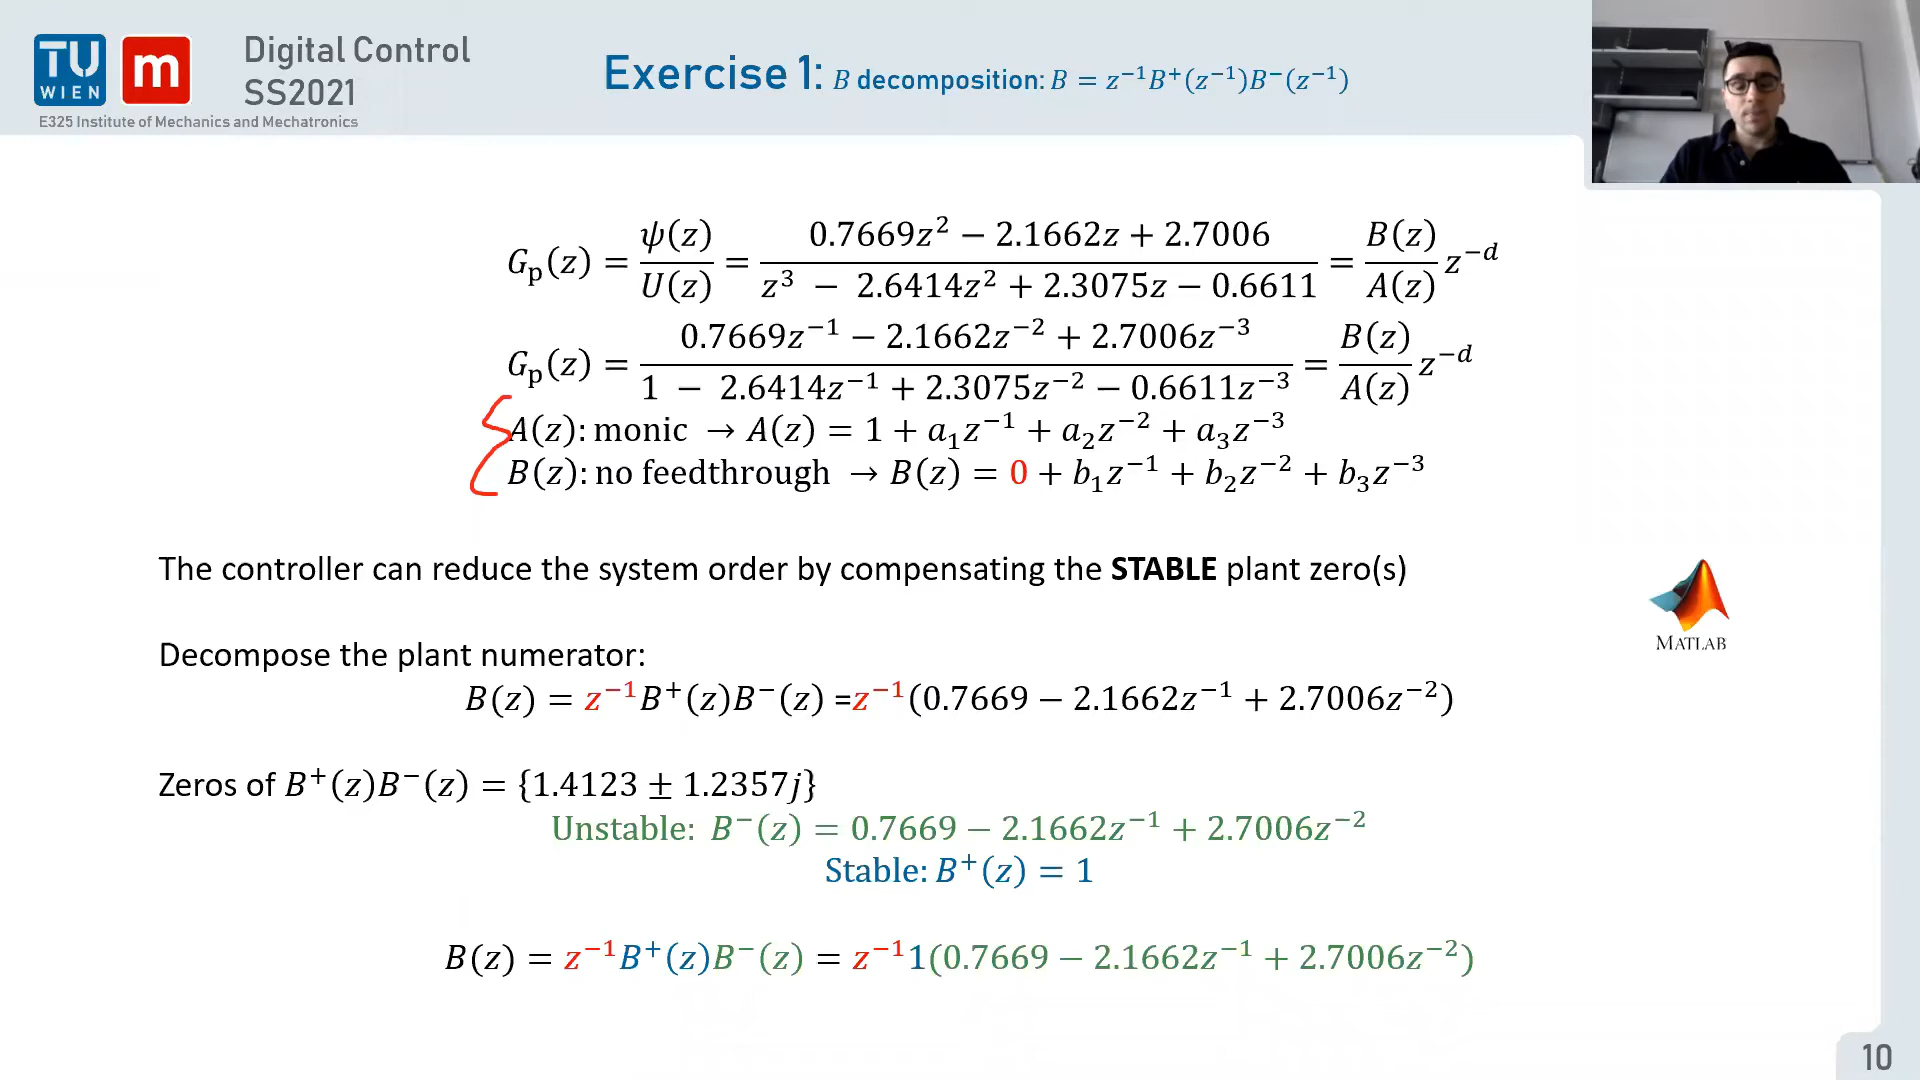 TU
WIEN
m
Digital Control
SS2021
E325 Institute of Mechanics and Mechatronics
Exercise 1: B decomposition: B = z⁻¹B⁺(z⁻¹)B⁻(z⁻¹)
Gₚ(z) = ψ(z)/U(z) = (0.7669z² − 2.1662z + 2.7006)/(z³ − 2.6414z² + 2.3075z − 0.6611) = B(z)/A(z) z⁻ᵈ
Gₚ(z) = (0.7669z⁻¹ − 2.1662z⁻² + 2.7006z⁻³)/(1 − 2.6414z⁻¹ + 2.3075z⁻² − 0.6611z⁻³) = B(z)/A(z) z⁻ᵈ
A(z): monic → A(z) = 1 + a₁z⁻¹ + a₂z⁻² + a₃z⁻³
B(z): no feedthrough → B(z) = 0 + b₁z⁻¹ + b₂z⁻² + b₃z⁻³
The controller can reduce the system order by compensating the STABLE plant zero(s)
MATLAB
Decompose the plant numerator:
B(z) = z⁻¹B⁺(z)B⁻(z) =z⁻¹(0.7669 − 2.1662z⁻¹ + 2.7006z⁻²)
Zeros of B⁺(z)B⁻(z) = {1.4123 ± 1.2357j}
Unstable: B⁻(z) = 0.7669 − 2.1662z⁻¹ + 2.7006z⁻²
Stable: B⁺(z) = 1
B(z) = z⁻¹B⁺(z)B⁻(z) = z⁻¹1(0.7669 − 2.1662z⁻¹ + 2.7006z⁻²)
10